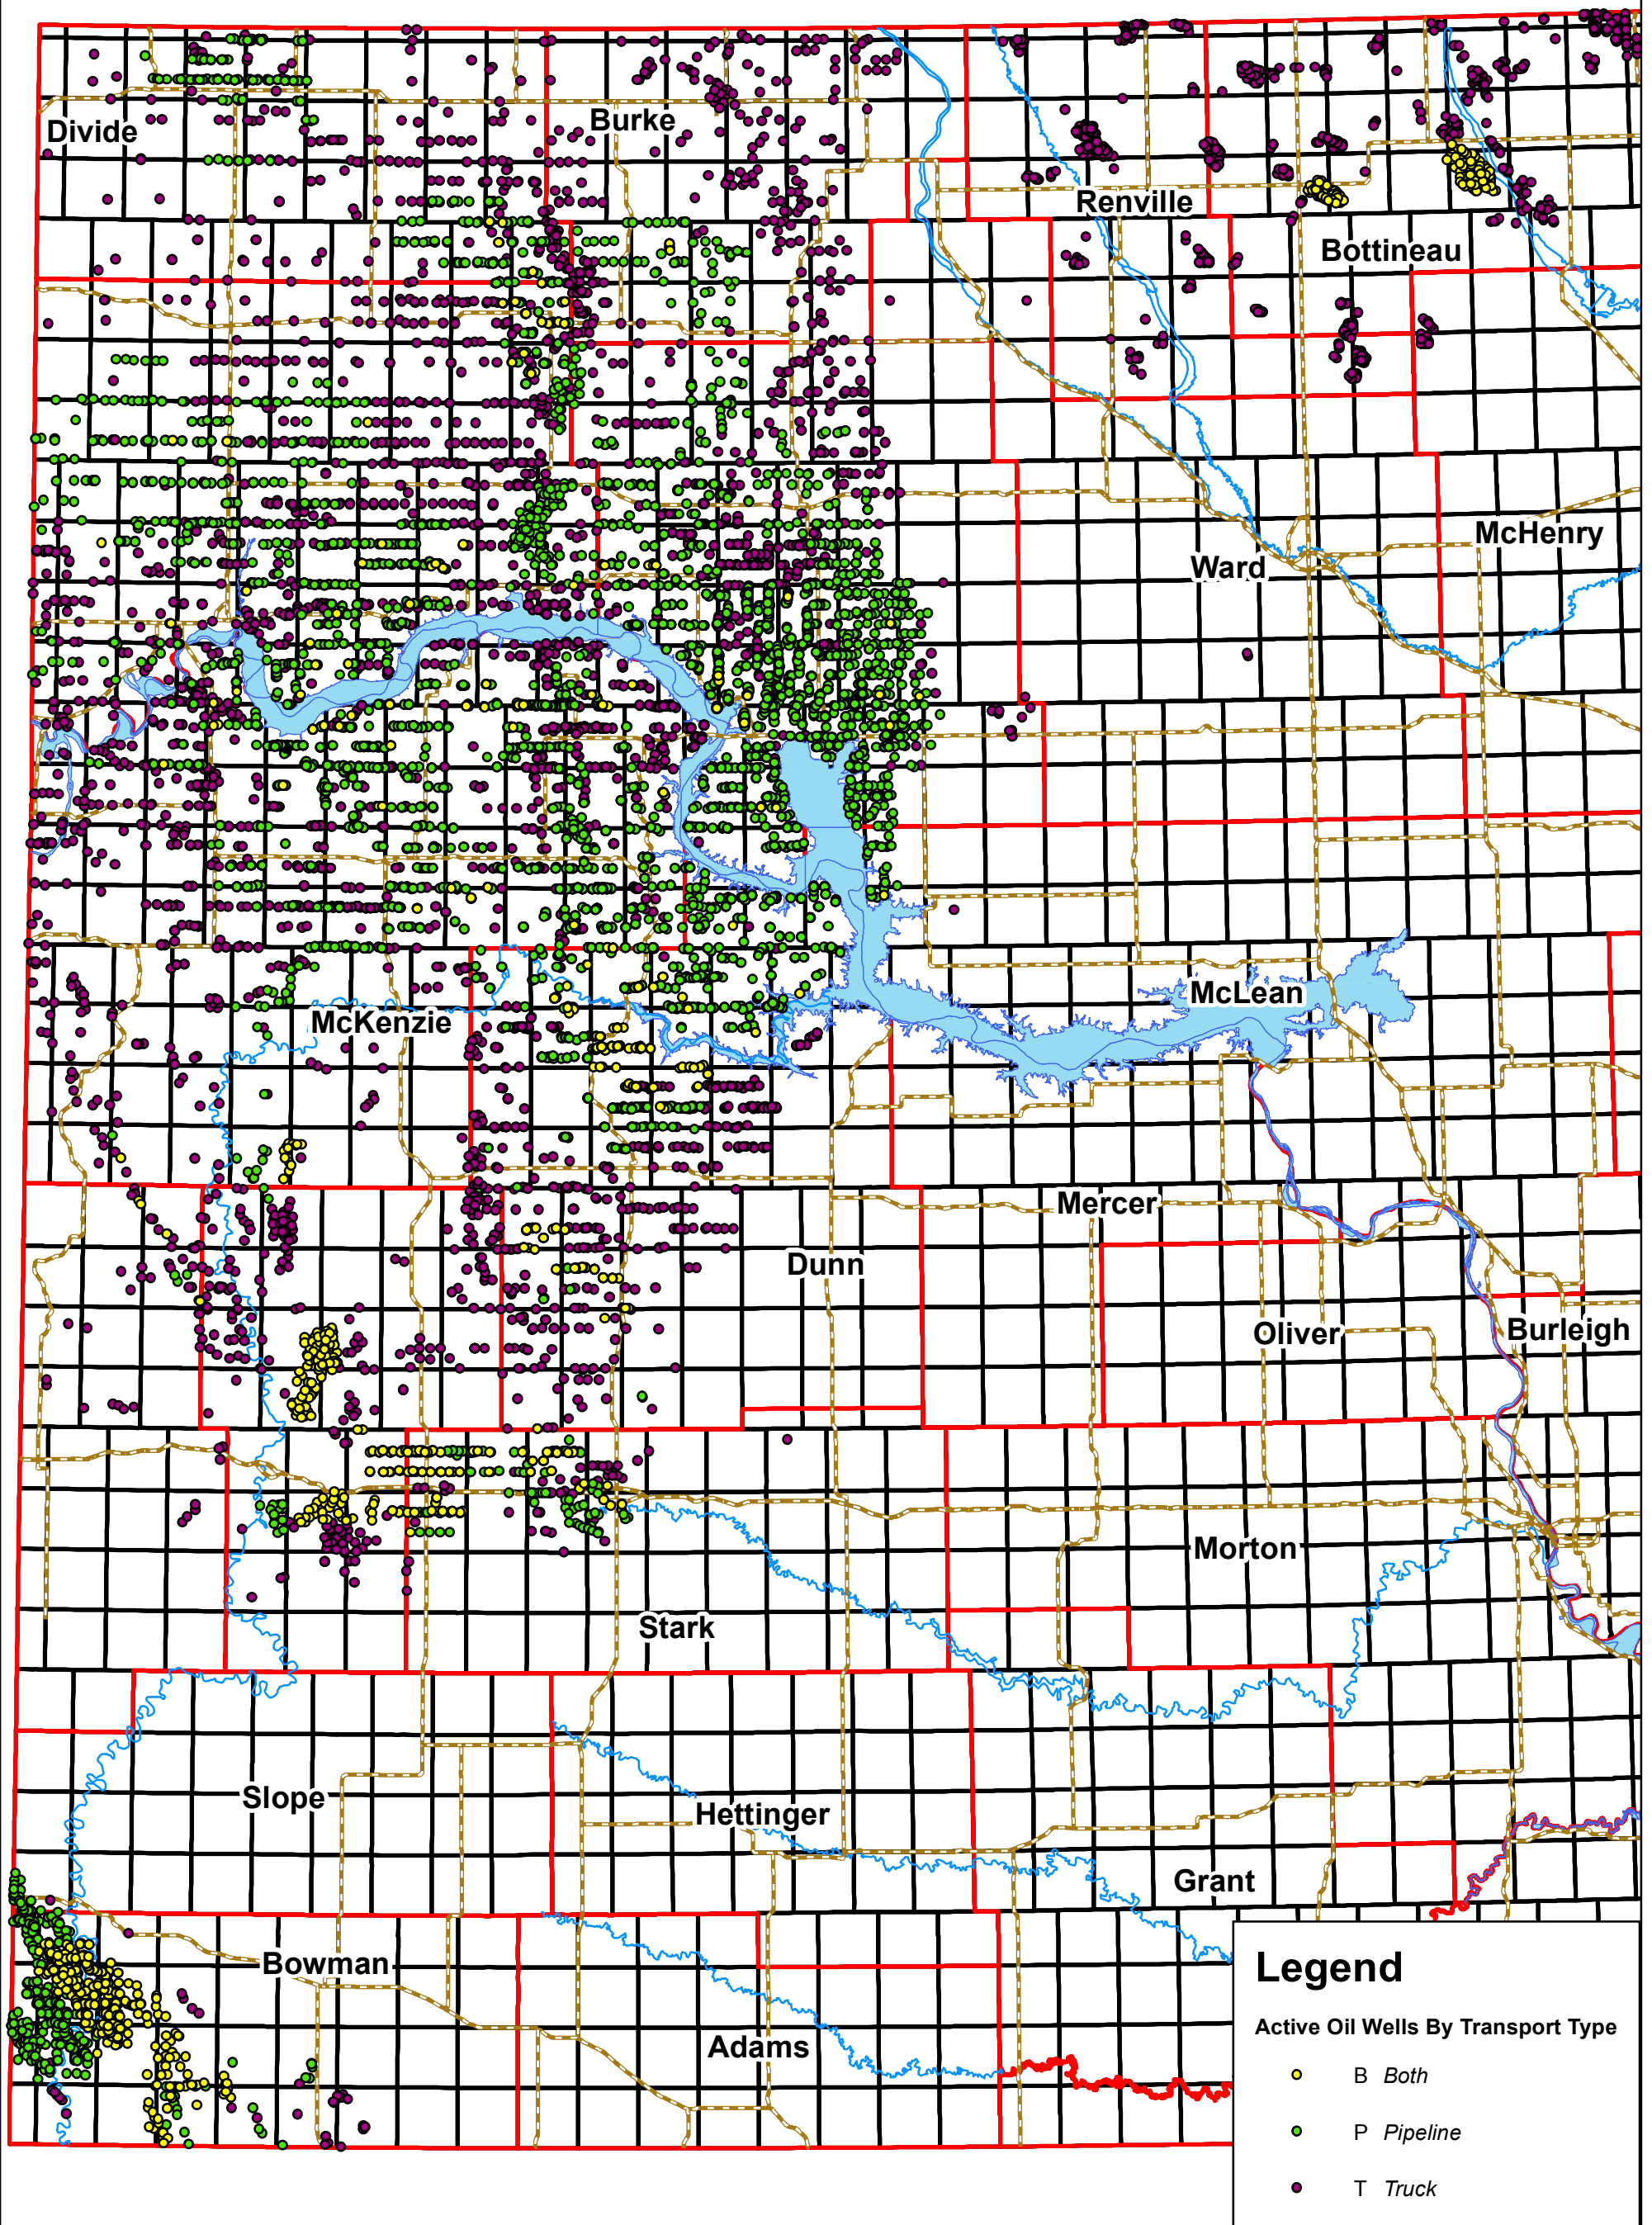 Divide
Burke
Renville
Bottineau
McHenry
Ward
McLean
McKenzie
Mercer
Dunn
Oliver
Burleigh
Morton
Stark
Slope
Hettinger
Grant
Bowman
Adams
Legend
Active Oil Wells By Transport Type
B Both
P Pipeline
T Truck